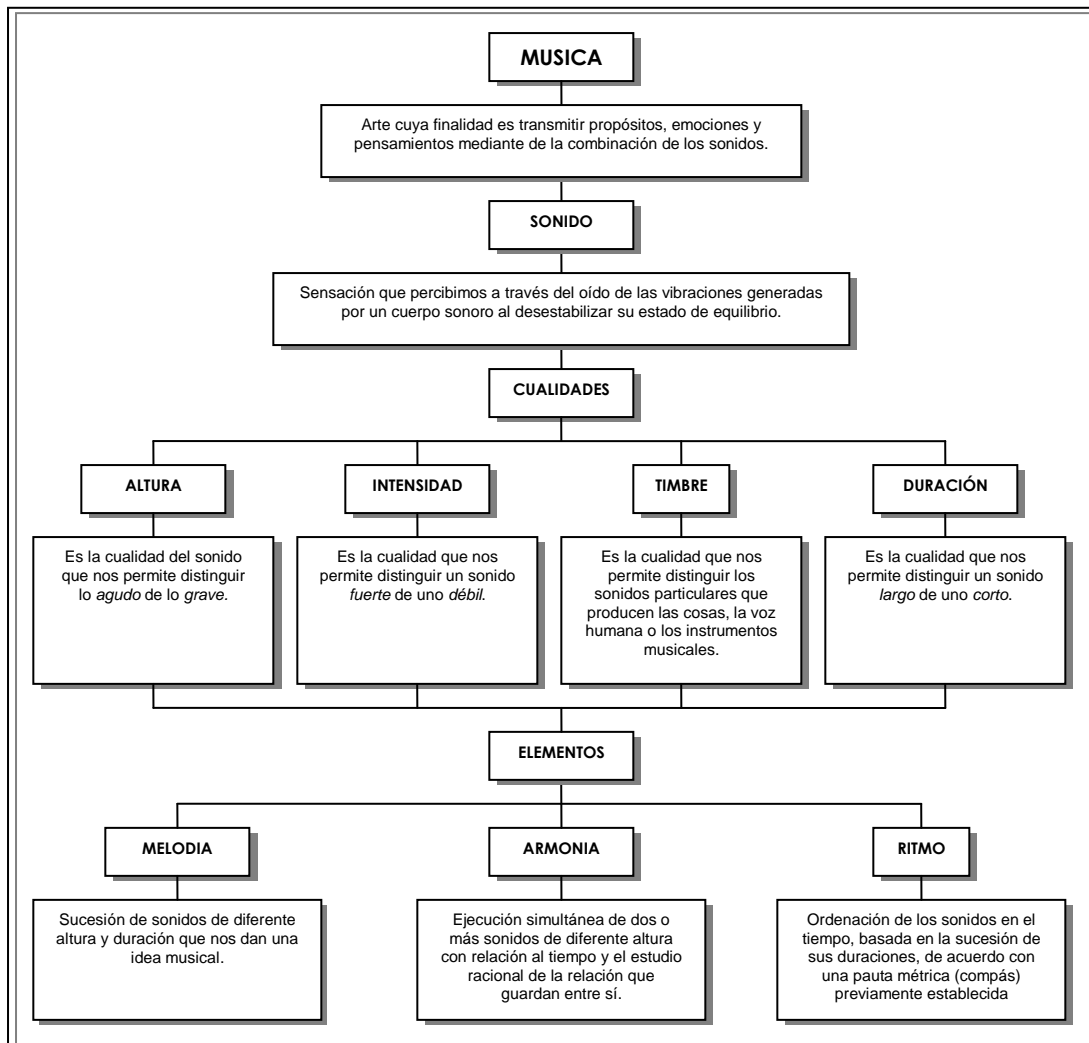 MUSICA
Arte cuya finalidad es transmitir propósitos, emociones y
pensamientos mediante de la combinación de los sonidos.
SONIDO
Sensación que percibimos a través del oído de las vibraciones generadas
por un cuerpo sonoro al desestabilizar su estado de equilibrio.
CUALIDADES
ALTURA
Es la cualidad del sonido
que nos permite distinguir
lo agudo de lo grave.
INTENSIDAD
Es la cualidad que nos
permite distinguir un sonido
fuerte de uno débil.
TIMBRE
Es la cualidad que nos
permite distinguir los
sonidos particulares que
producen las cosas, la voz
humana o los instrumentos
musicales.
DURACIÓN
Es la cualidad que nos
permite distinguir un sonido
largo de uno corto.
ELEMENTOS
MELODIA
Sucesión de sonidos de diferente
altura y duración que nos dan una
idea musical.
ARMONIA
Ejecución simultánea de dos o
más sonidos de diferente altura
con relación al tiempo y el estudio
racional de la relación que
guardan entre sí.
RITMO
Ordenación de los sonidos en el
tiempo, basada en la sucesión de
sus duraciones, de acuerdo con
una pauta métrica (compás)
previamente establecida